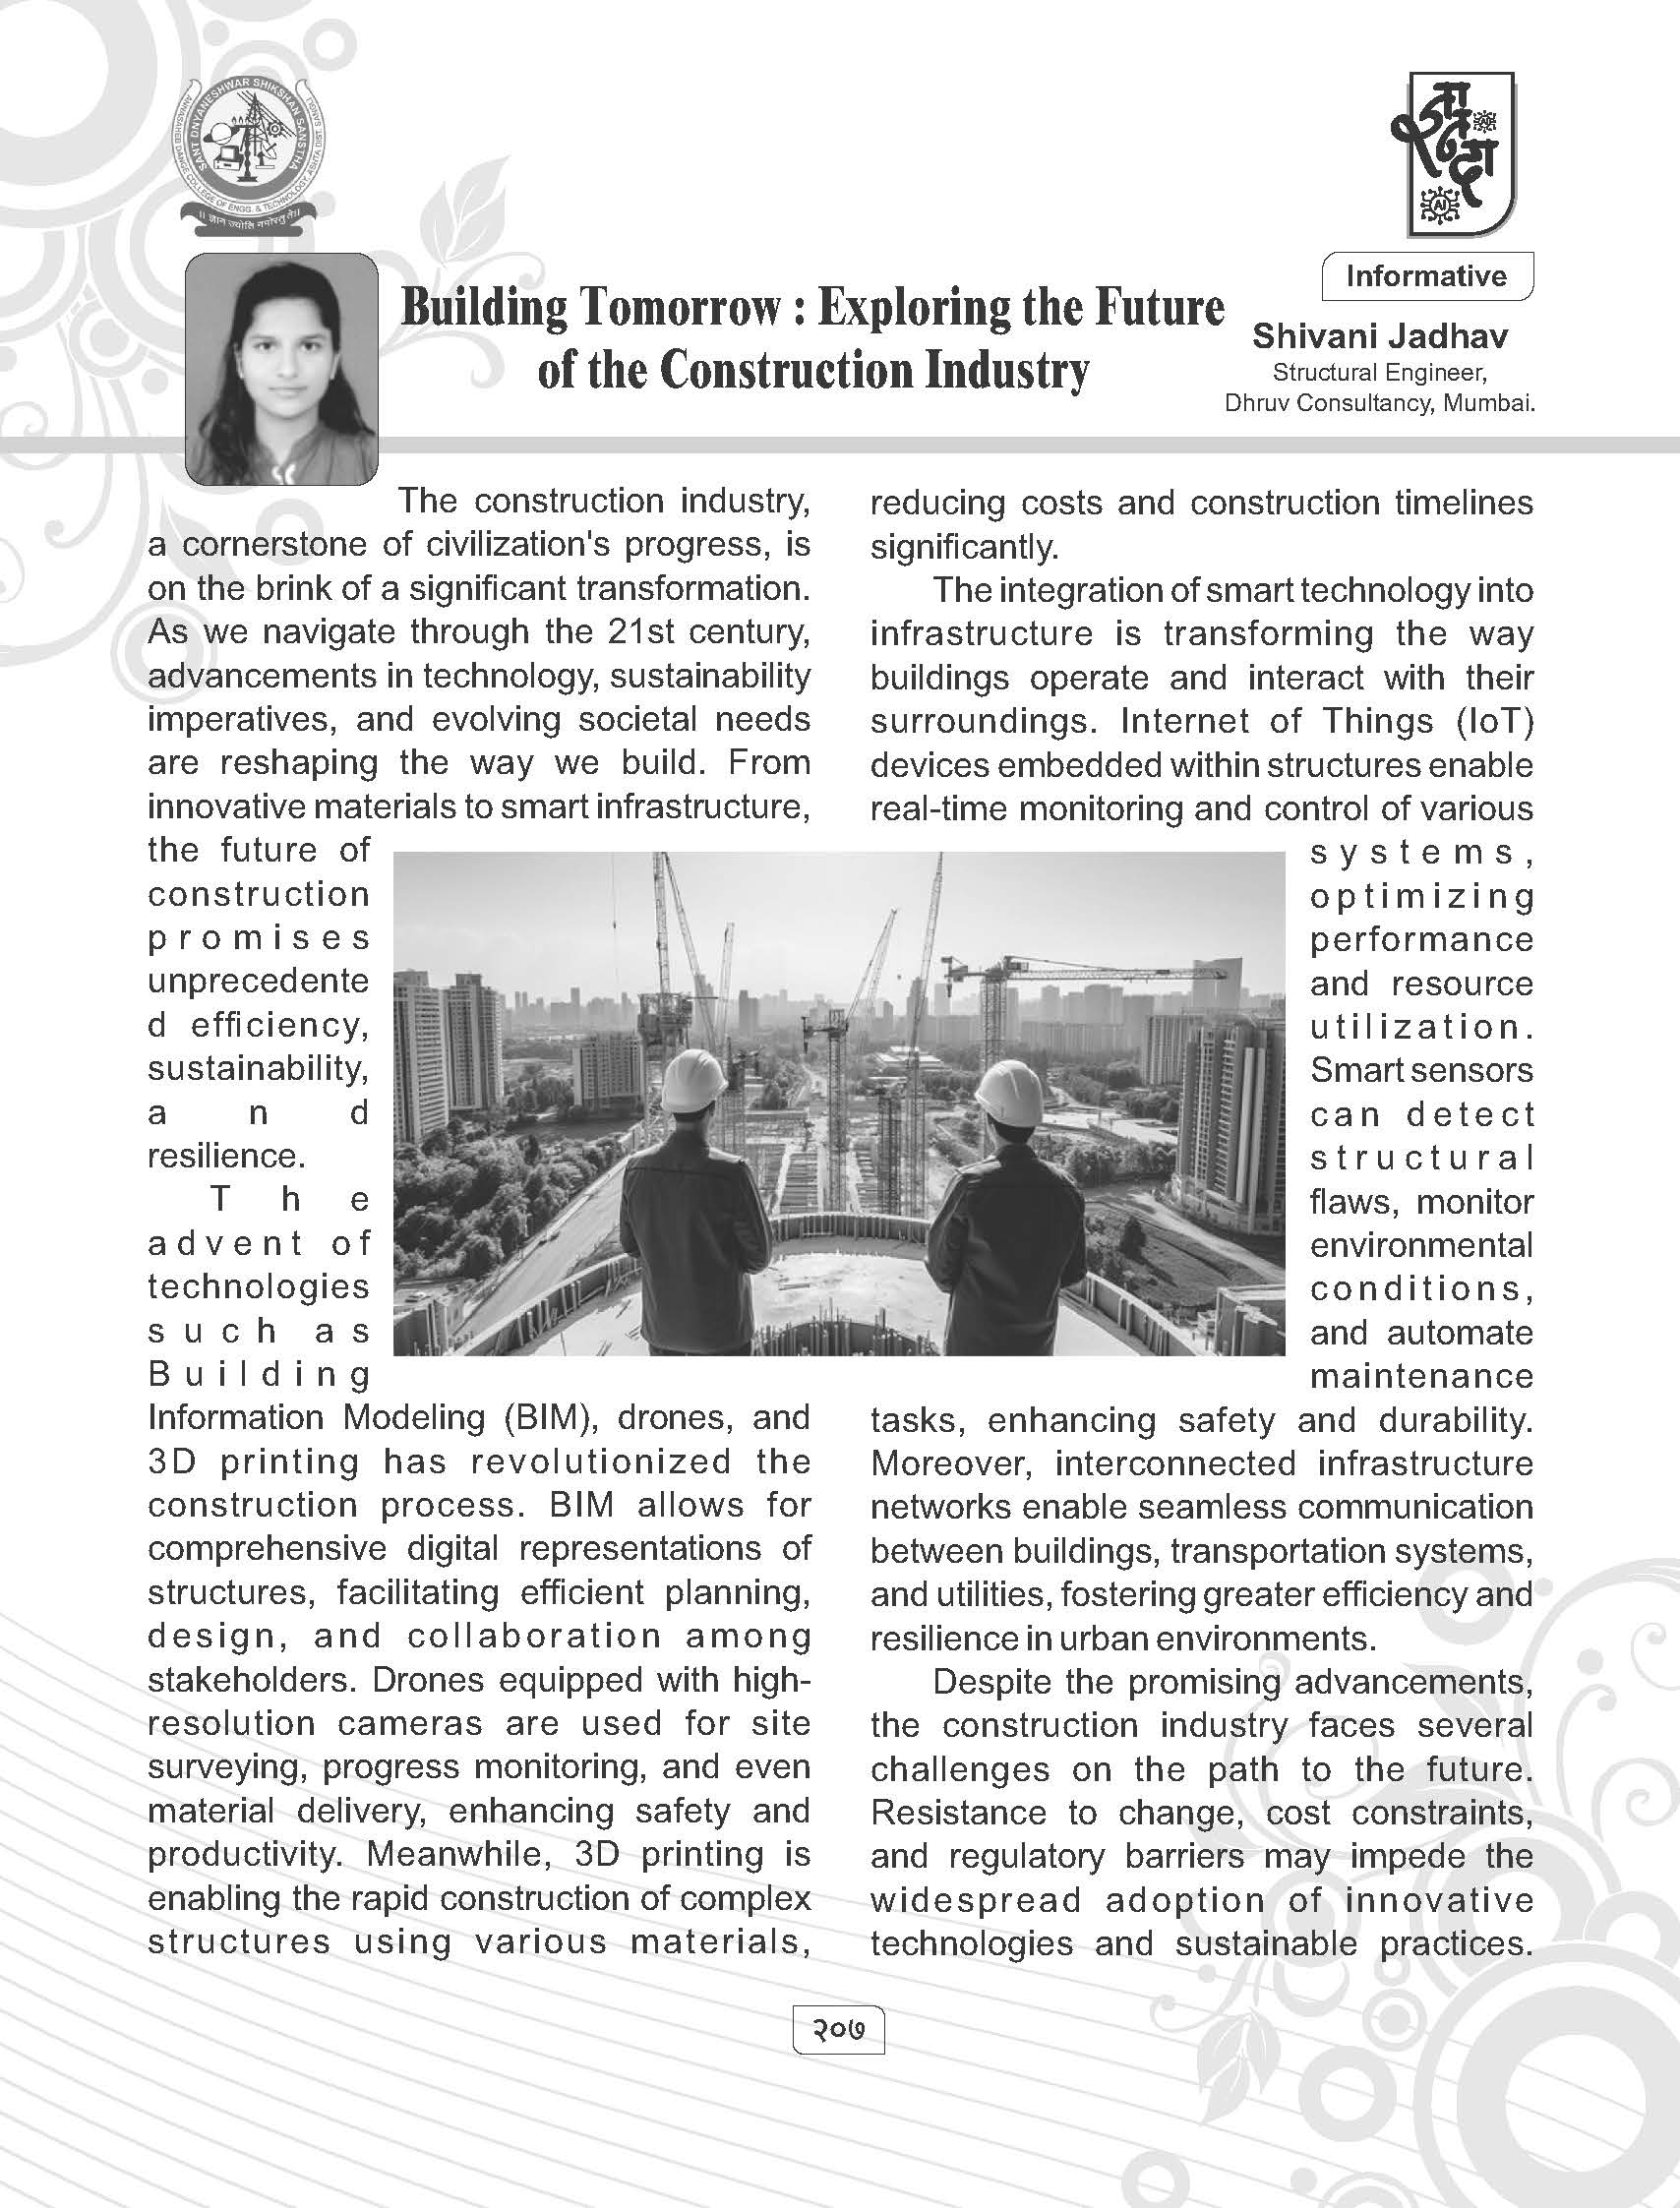 SANT DNYANESHWAR SHIKSHAN SANSTHA
ANNASAHEB DANGE COLLEGE OF ENGG. & TECHNOLOGY, ASHTA DIST. SANGLI
AI
AI
Informative
Building Tomorrow : Exploring the Future
of the Construction Industry
Shivani Jadhav
Structural Engineer,
Dhruv Consultancy, Mumbai.
The construction industry,
a cornerstone of civilization's progress, is
on the brink of a significant transformation.
As we navigate through the 21st century,
advancements in technology, sustainability
imperatives, and evolving societal needs
are reshaping the way we build. From
innovative materials to smart infrastructure,
the future of
construction
promises
unprecedente
d efficiency,
sustainability,
and
resilience.
The
advent of
technologies
such as
Building
Information Modeling (BIM), drones, and
3D printing has revolutionized the
construction process. BIM allows for
comprehensive digital representations of
structures, facilitating efficient planning,
design, and collaboration among
stakeholders. Drones equipped with high-
resolution cameras are used for site
surveying, progress monitoring, and even
material delivery, enhancing safety and
productivity. Meanwhile, 3D printing is
enabling the rapid construction of complex
structures using various materials,
reducing costs and construction timelines
significantly.
The integration of smart technology into
infrastructure is transforming the way
buildings operate and interact with their
surroundings. Internet of Things (IoT)
devices embedded within structures enable
real-time monitoring and control of various
systems,
optimizing
performance
and resource
utilization.
Smart sensors
can detect
structural
flaws, monitor
environmental
conditions,
and automate
maintenance
tasks, enhancing safety and durability.
Moreover, interconnected infrastructure
networks enable seamless communication
between buildings, transportation systems,
and utilities, fostering greater efficiency and
resilience in urban environments.
Despite the promising advancements,
the construction industry faces several
challenges on the path to the future.
Resistance to change, cost constraints,
and regulatory barriers may impede the
widespread adoption of innovative
technologies and sustainable practices.
२०७